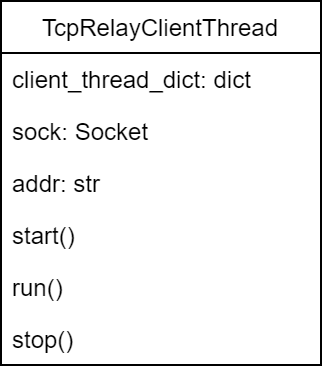 TcpRelayClientThread
client_thread_dict: dict
sock: Socket
addr: str
start()
run()
stop()